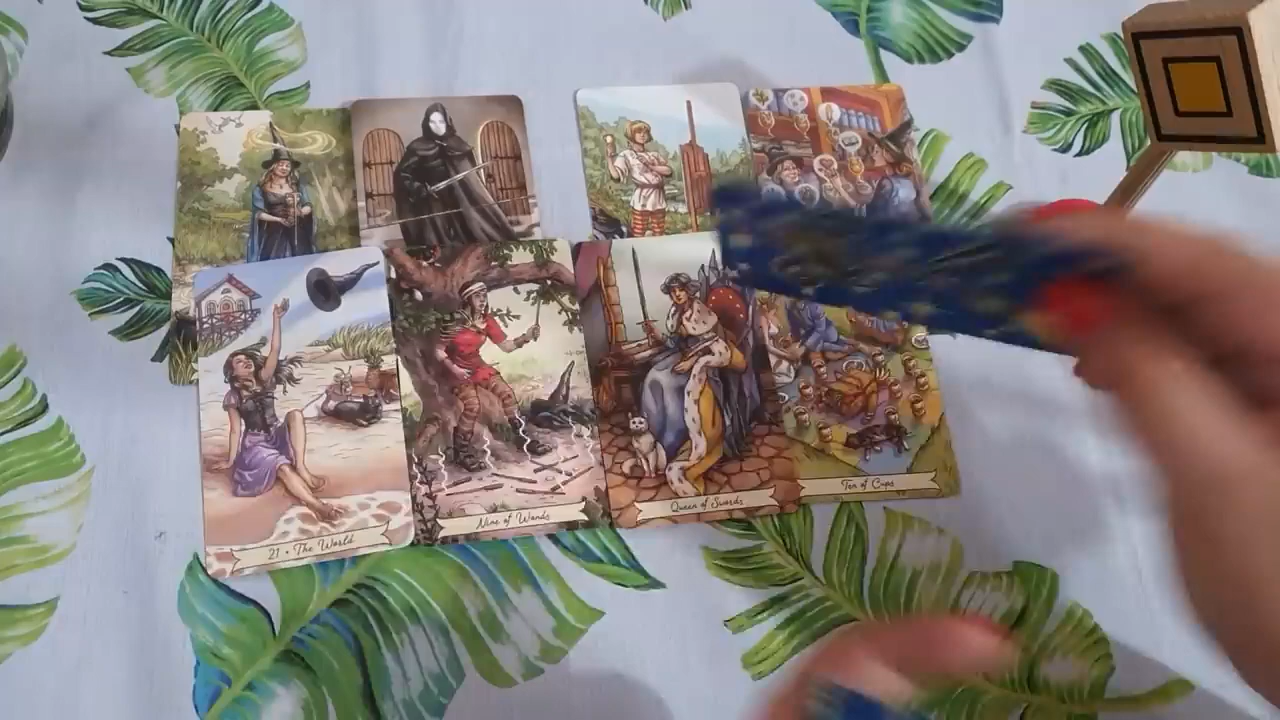 21 • The World
Nine of Wands
Queen of Swords
Ten of Cups